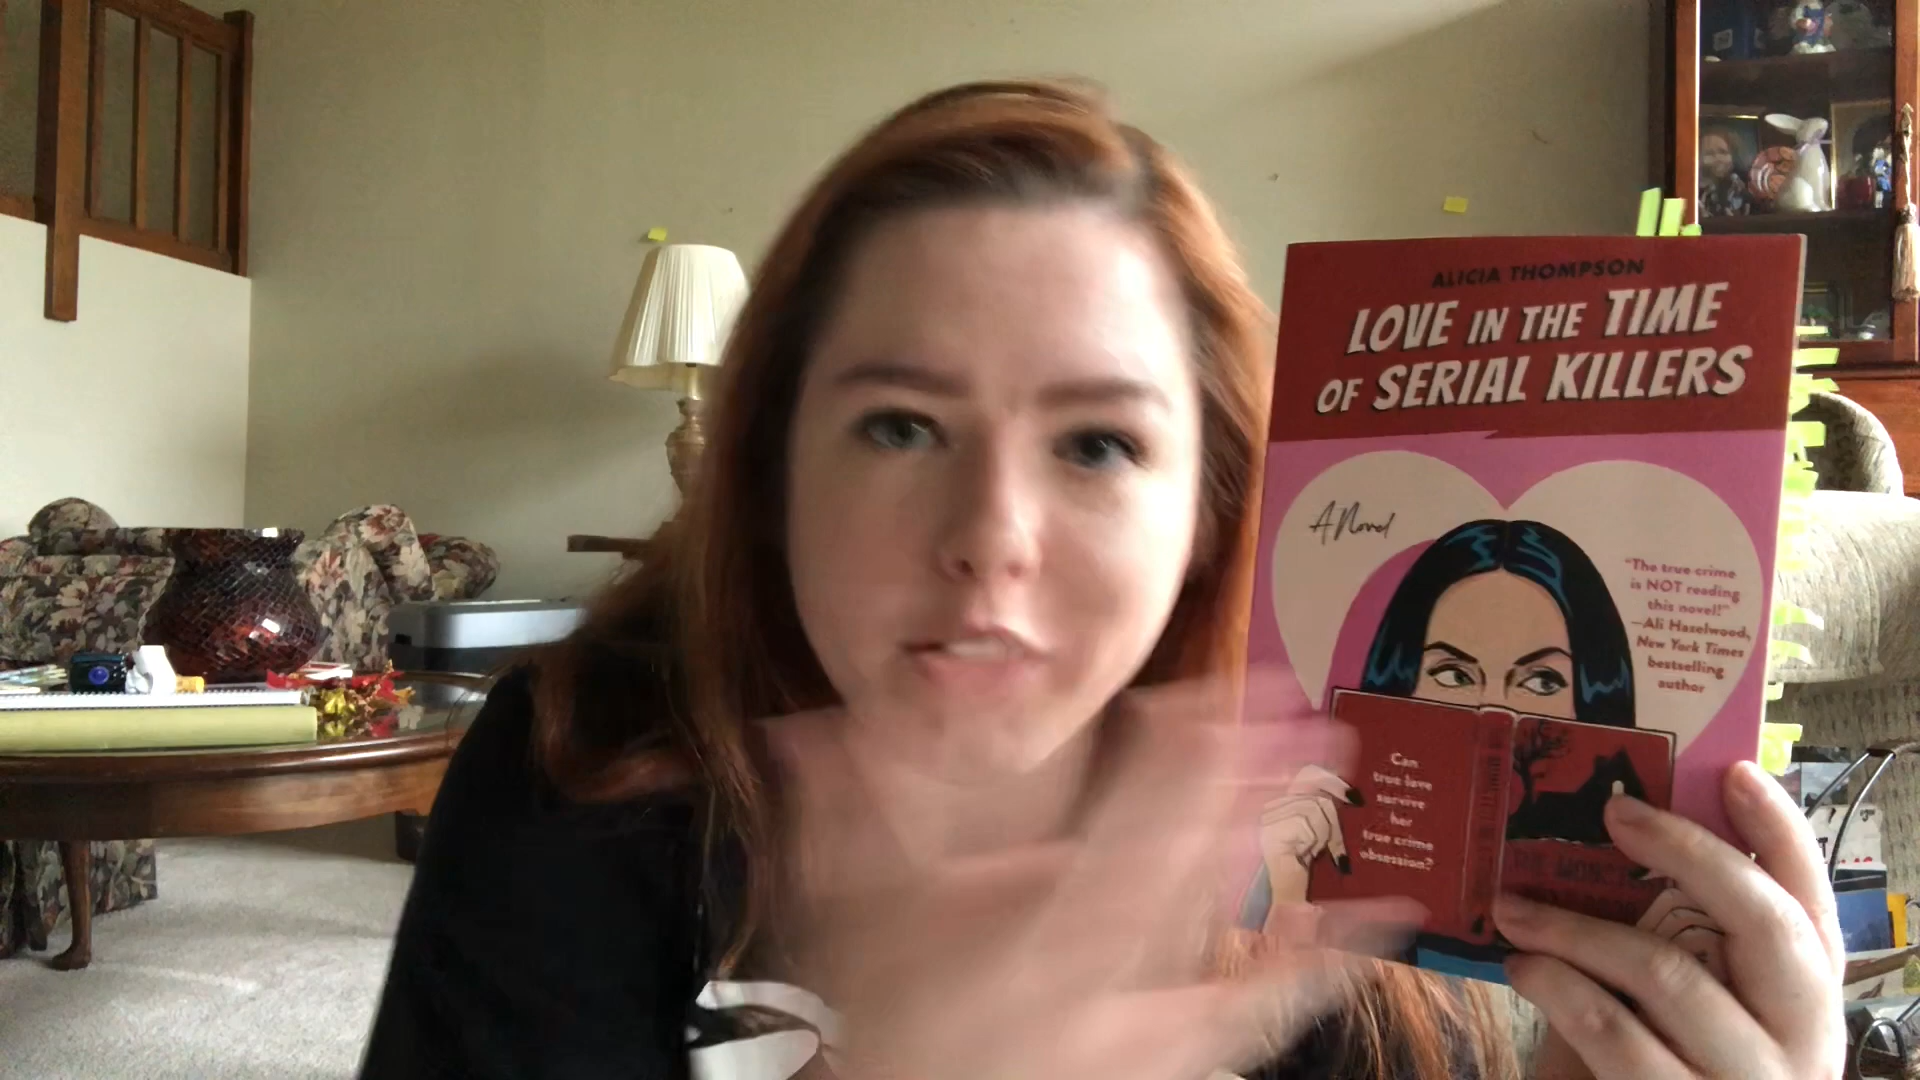 ALICIA THOMPSON
LOVE IN THE TIME
OF SERIAL KILLERS
A Novel
"The true crime
is NOT reading
this novel!"
—Ali Hazelwood,
New York Times
bestselling
author
Can
true love
survive
her
true crime
obsession?